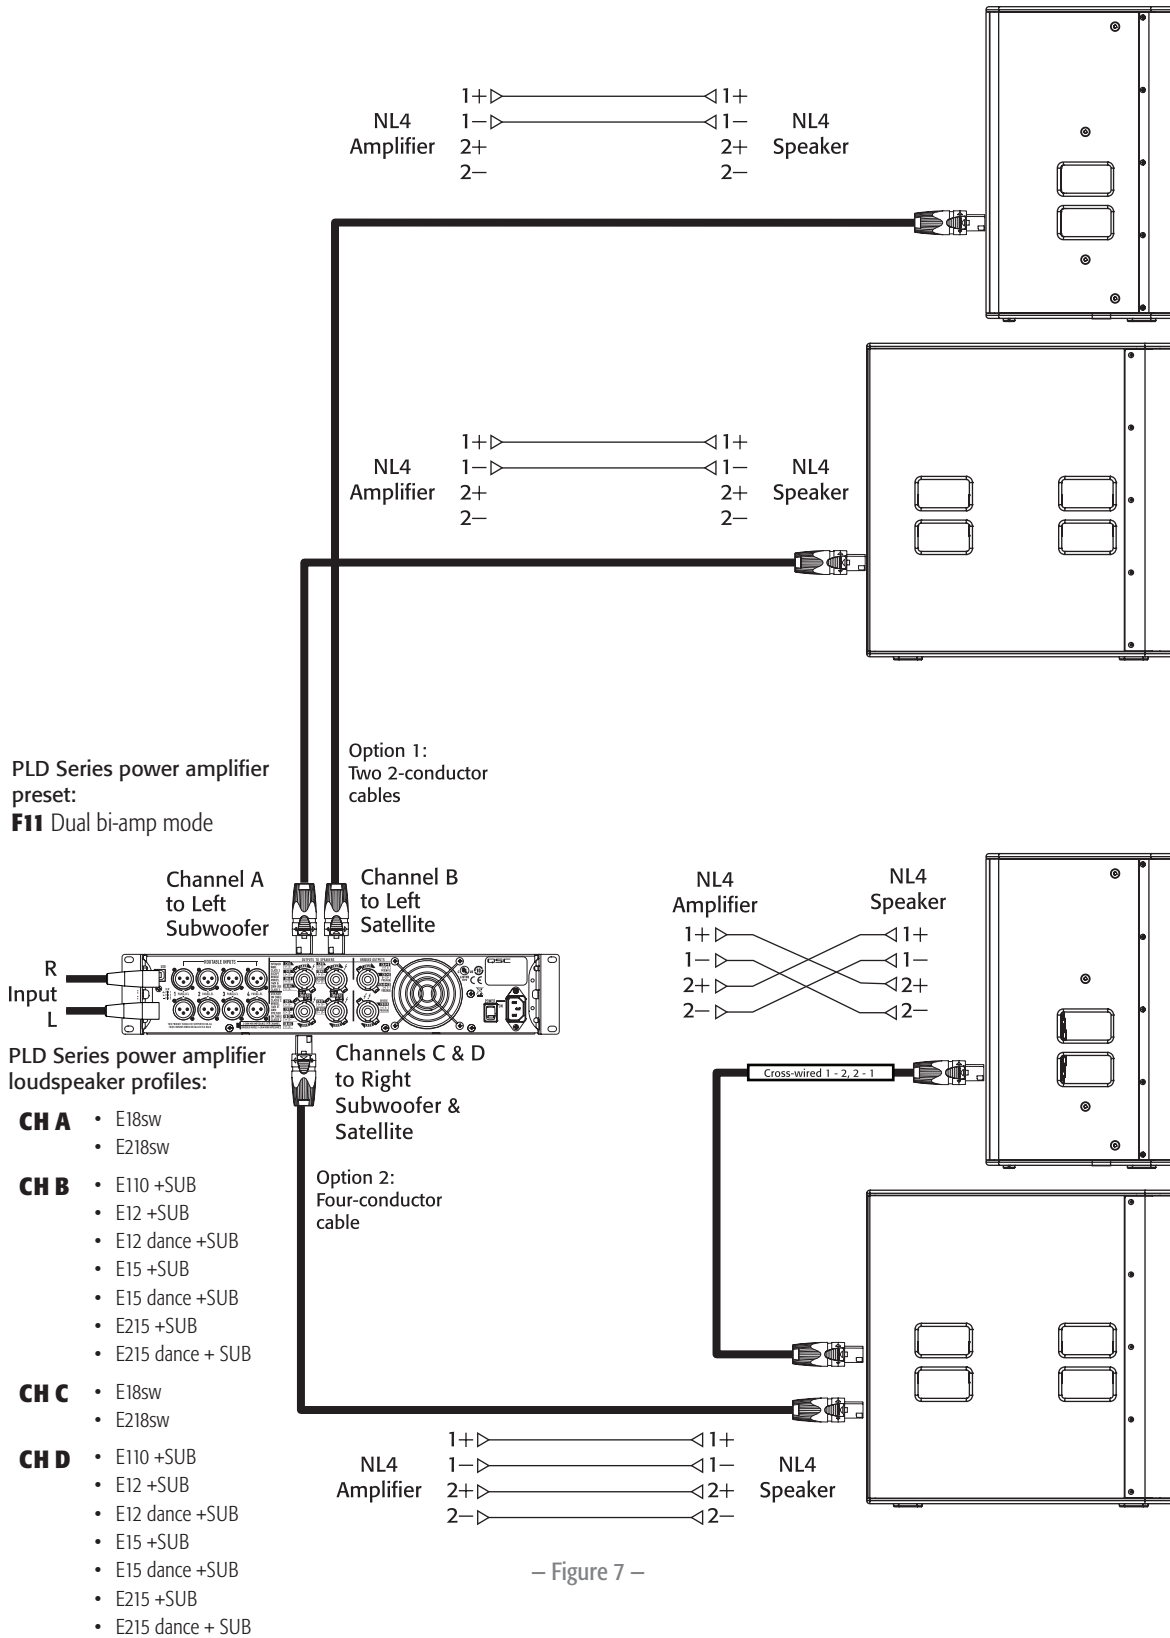 1+ 1+
NL4 1− 1− NL4
Amplifier 2+ 2+ Speaker
2− 2−
1+ 1+
NL4 1− 1− NL4
Amplifier 2+ 2+ Speaker
2− 2−
Option 1:
Two 2-conductor
cables
PLD Series power amplifier
preset:
F11 Dual bi-amp mode
Channel A
to Left
Subwoofer
Channel B
to Left
Satellite
NL4
Amplifier
NL4
Speaker
1+ 1+
1− 1−
2+ 2+
2− 2−
R
Input
L
ROUTABLE INPUTS
OUTPUTS TO SPEAKERS
QSC
PLD Series power amplifier
loudspeaker profiles:
Channels C & D
to Right
Subwoofer &
Satellite
Cross-wired 1 - 2, 2 - 1
Option 2:
Four-conductor
cable
CH A • E18sw
• E218sw
CH B • E110 +SUB
• E12 +SUB
• E12 dance +SUB
• E15 +SUB
• E15 dance +SUB
• E215 +SUB
• E215 dance + SUB
CH C • E18sw
• E218sw
CH D • E110 +SUB
• E12 +SUB
• E12 dance +SUB
• E15 +SUB
• E15 dance +SUB
• E215 +SUB
• E215 dance + SUB
1+ 1+
NL4 1− 1− NL4
Amplifier 2+ 2+ Speaker
2− 2−
— Figure 7 —